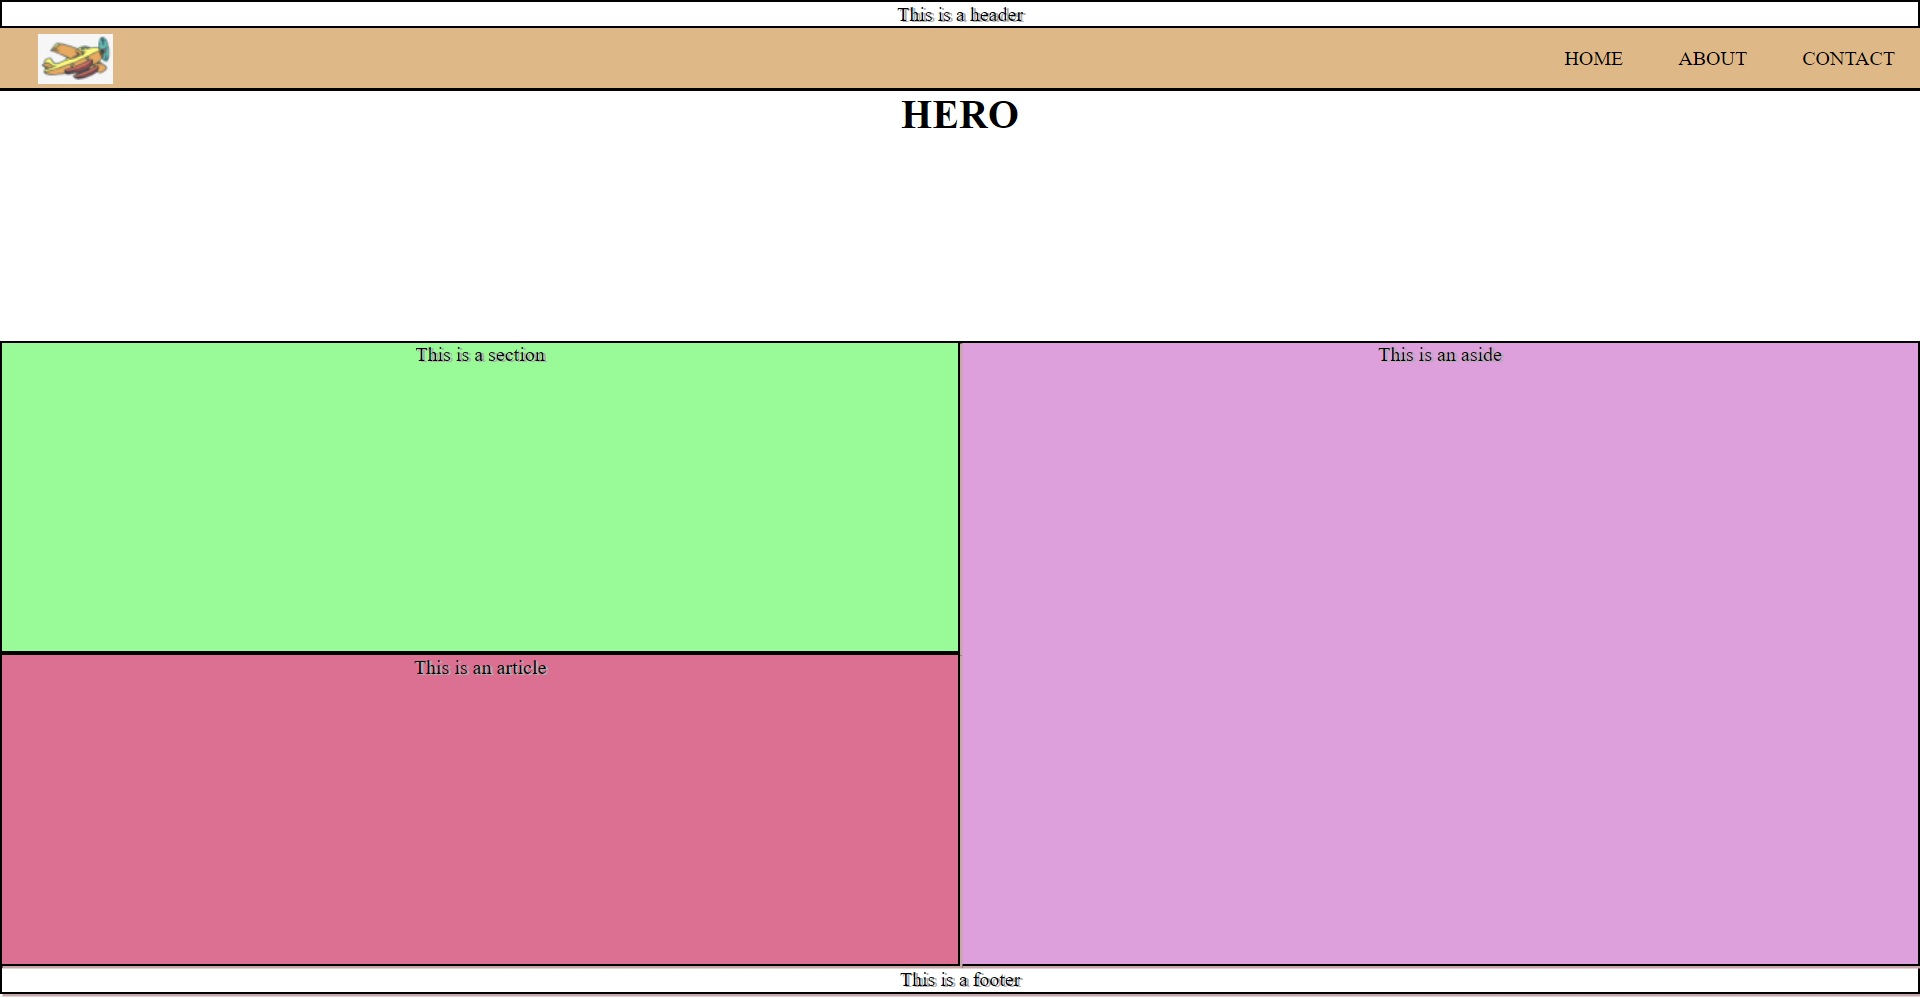 This is a header
HOME ABOUT CONTACT
HERO
This is a section
This is an aside
This is an article
This is a footer